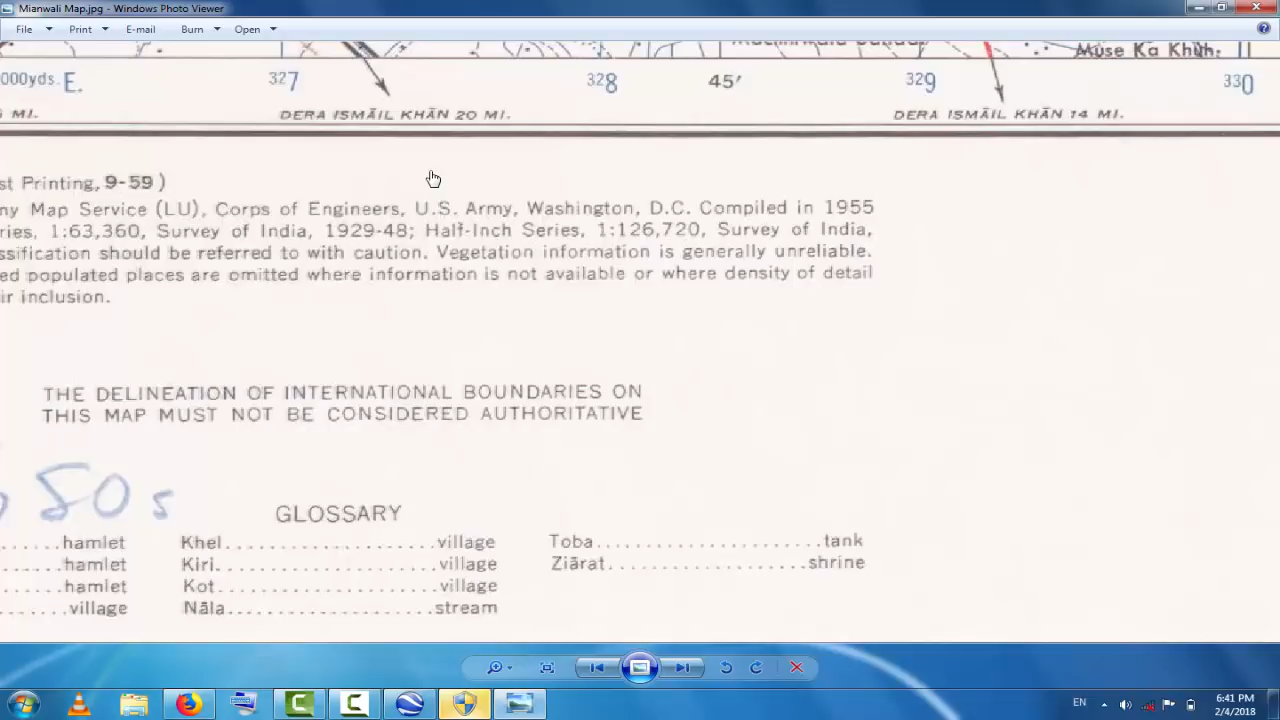 Mianwali Map.jpg - Windows Photo Viewer
File Print E-mail Burn Open
Muse Ka Khuh.
000yds. E. 327 328 45′ 329 330
MI. DERA ISMĀIL KHĀN 20 MI. DERA ISMĀIL KHĀN 14 MI.
st Printing, 9-59 )
ny Map Service (LU), Corps of Engineers, U.S. Army, Washington, D.C. Compiled in 1955
ries, 1:63,360, Survey of India, 1929-48; Half-Inch Series, 1:126,720, Survey of India,
ssification should be referred to with caution. Vegetation information is generally unreliable.
ed populated places are omitted where information is not available or where density of detail
ir inclusion.
THE DELINEATION OF INTERNATIONAL BOUNDARIES ON
THIS MAP MUST NOT BE CONSIDERED AUTHORITATIVE
50 s
GLOSSARY
......hamlet Khel....................village Toba.....................tank
......hamlet Kiri.....................village Ziārat...................shrine
......hamlet Kot.....................village
.......village Nāla....................stream
EN 6:41 PM
2/4/2018